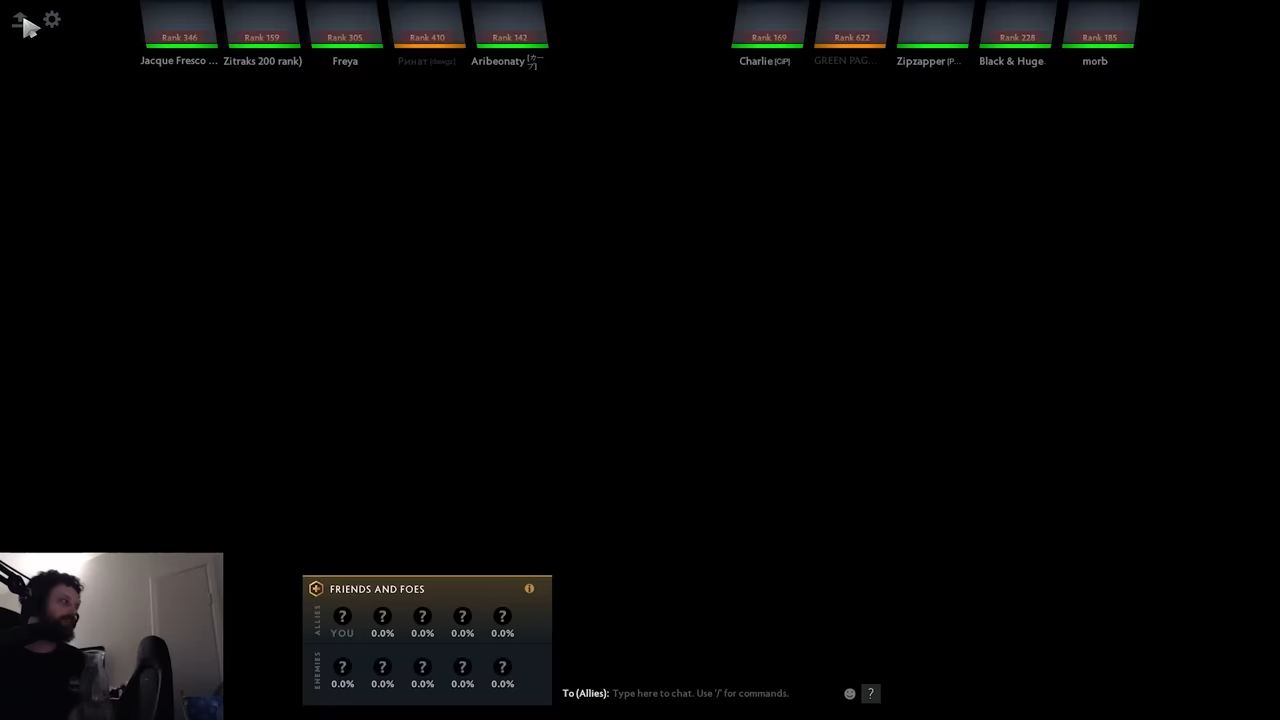 Rank 346
Rank 159
Rank 305
Rank 410
Rank 142
Rank 169
Rank 622
Rank 228
Rank 185
Jacque Fresco ...
Zitraks 200 rank)
Freya
Ринат
Aribeonaty
Charlie [CiP]
GREEN PAG...
Zipzapper [P...
Black & Huge
morb
FRIENDS AND FOES
ALLIES
? ? ? ? ?
YOU 0.0% 0.0% 0.0% 0.0%
ENEMIES
? ? ? ? ?
0.0% 0.0% 0.0% 0.0% 0.0%
To (Allies): Type here to chat. Use '/' for commands.
?